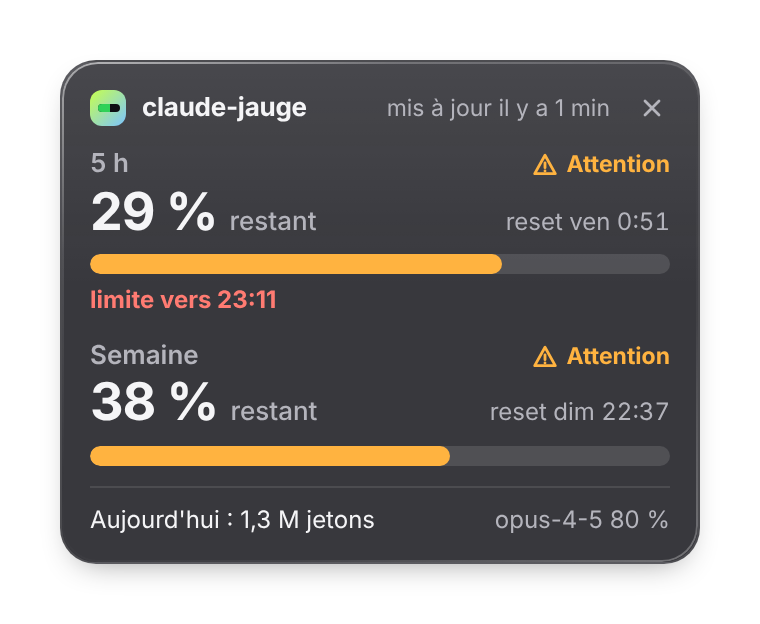 claude-jauge mis à jour il y a 1 min
5 h Attention
29 % restant reset ven 0:51
limite vers 23:11
Semaine Attention
38 % restant reset dim 22:37
Aujourd'hui : 1,3 M jetons opus-4-5 80 %